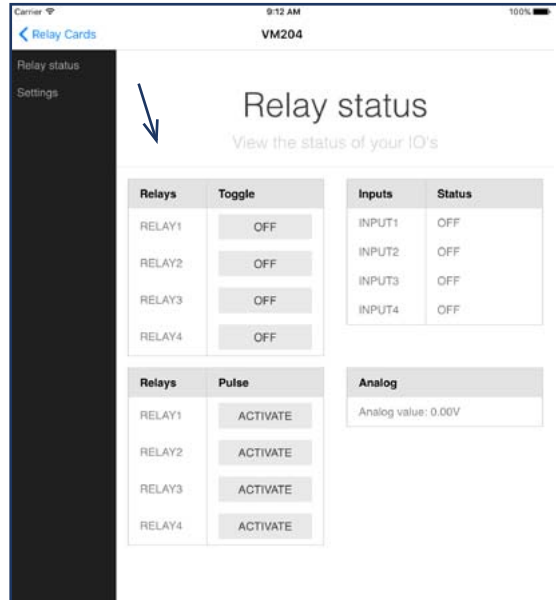 Carrier 9:12 AM 100%
Relay Cards VM204
Relay status
Settings
Relay status
View the status of your IO's
Relays Toggle
RELAY1 OFF
RELAY2 OFF
RELAY3 OFF
RELAY4 OFF
Inputs Status
INPUT1 OFF
INPUT2 OFF
INPUT3 OFF
INPUT4 OFF
Relays Pulse
RELAY1 ACTIVATE
RELAY2 ACTIVATE
RELAY3 ACTIVATE
RELAY4 ACTIVATE
Analog
Analog value: 0.00V